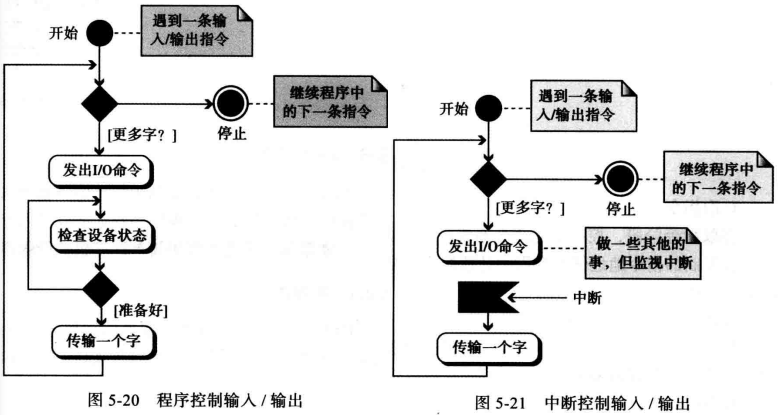 开始
遇到一条输
入/输出指令
继续程序中
的下一条指令
[更多字？]
停止
发出I/O命令
检查设备状态
[准备好]
传输一个字
图 5-20 程序控制输入 / 输出
开始
遇到一条输
入/输出指令
继续程序中
的下一条指令
[更多字？]
停止
发出I/O命令
做一些其他的
事，但监视中断
中断
传输一个字
图 5-21 中断控制输入 / 输出